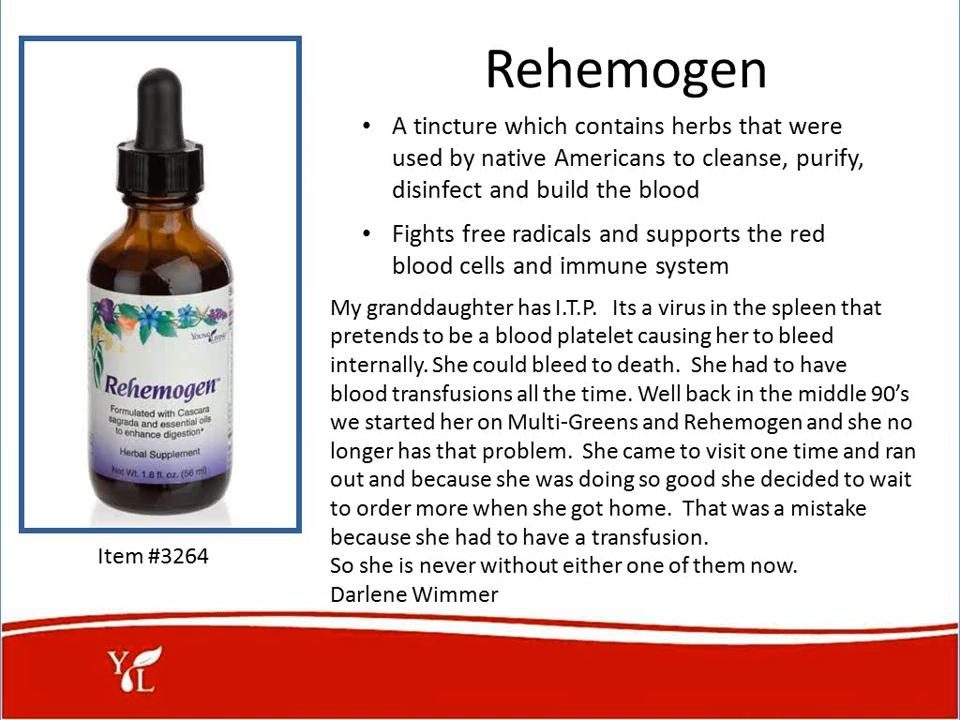 Rehemogen
• A tincture which contains herbs that were
used by native Americans to cleanse, purify,
disinfect and build the blood
• Fights free radicals and supports the red
blood cells and immune system
My granddaughter has I.T.P. Its a virus in the spleen that
pretends to be a blood platelet causing her to bleed
internally. She could bleed to death. She had to have
blood transfusions all the time. Well back in the middle 90's
we started her on Multi-Greens and Rehemogen and she no
longer has that problem. She came to visit one time and ran
out and because she was doing so good she decided to wait
to order more when she got home. That was a mistake
because she had to have a transfusion.
So she is never without either one of them now.
Darlene Wimmer
YOUNG LIVING
Rehemogen™
Formulated with Cascara
sagrada and essential oils
to enhance digestion*
Herbal Supplement
Net Wt. 1.6 fl. oz. (56 ml)
Item #3264
Y L